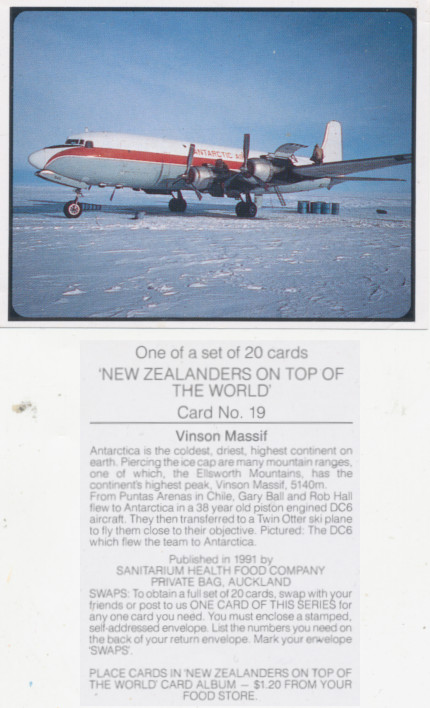 ANTARCTIC AIR
One of a set of 20 cards
'NEW ZEALANDERS ON TOP OF
THE WORLD'
Card No. 19
Vinson Massif
Antarctica is the coldest, driest, highest continent on
earth. Piercing the ice cap are many mountain ranges,
one of which, the Ellsworth Mountains, has the
continent's highest peak, Vinson Massif, 5140m.
From Puntas Arenas in Chile, Gary Ball and Rob Hall
flew to Antarctica in a 38 year old piston engined DC6
aircraft. They then transferred to a Twin Otter ski plane
to fly them close to their objective. Pictured: The DC6
which flew the team to Antarctica.
Published in 1991 by
SANITARIUM HEALTH FOOD COMPANY
PRIVATE BAG, AUCKLAND
SWAPS: To obtain a full set of 20 cards, swap with your
friends or post to us ONE CARD OF THIS SERIES for
any one card you need. You must enclose a stamped,
self-addressed envelope. List the numbers you need on
the back of your return envelope. Mark your envelope
'SWAPS'.
PLACE CARDS IN 'NEW ZEALANDERS ON TOP OF
THE WORLD' CARD ALBUM — $1.20 FROM YOUR
FOOD STORE.